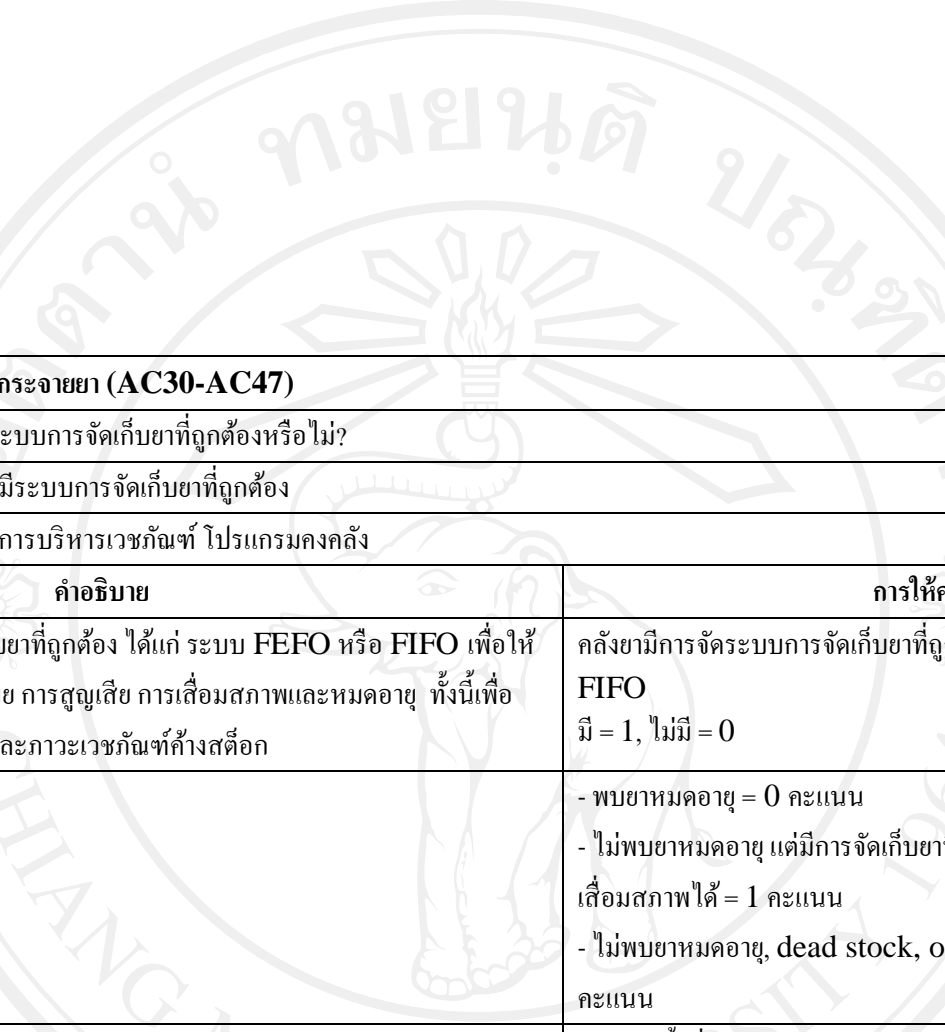 กระจายยา (AC30-AC47)
ะบบการจัดเก็บยาที่ถูกต้องหรือไม่?
มีระบบการจัดเก็บยาที่ถูกต้อง
การบริหารเวชภัณฑ์ โปรแกรมคงคลัง
คำอธิบาย
การให้ค
บยาที่ถูกต้อง ได้แก่ ระบบ FEFO หรือ FIFO เพื่อให้
ย การสูญเสีย การเสื่อมสภาพและหมดอายุ ทั้งนี้เพื่อ
ละภาวะเวชภัณฑ์ค้างสต็อก
คลังยามีการจัดระบบการจัดเก็บยาที่ถู
FIFO
มี = 1, ไม่มี = 0
- พบยาหมดอายุ = 0 คะแนน
- ไม่พบยาหมดอายุ แต่มีการจัดเก็บยา
เสื่อมสภาพได้ = 1 คะแนน
- ไม่พบยาหมดอายุ, dead stock, o
คะแนน